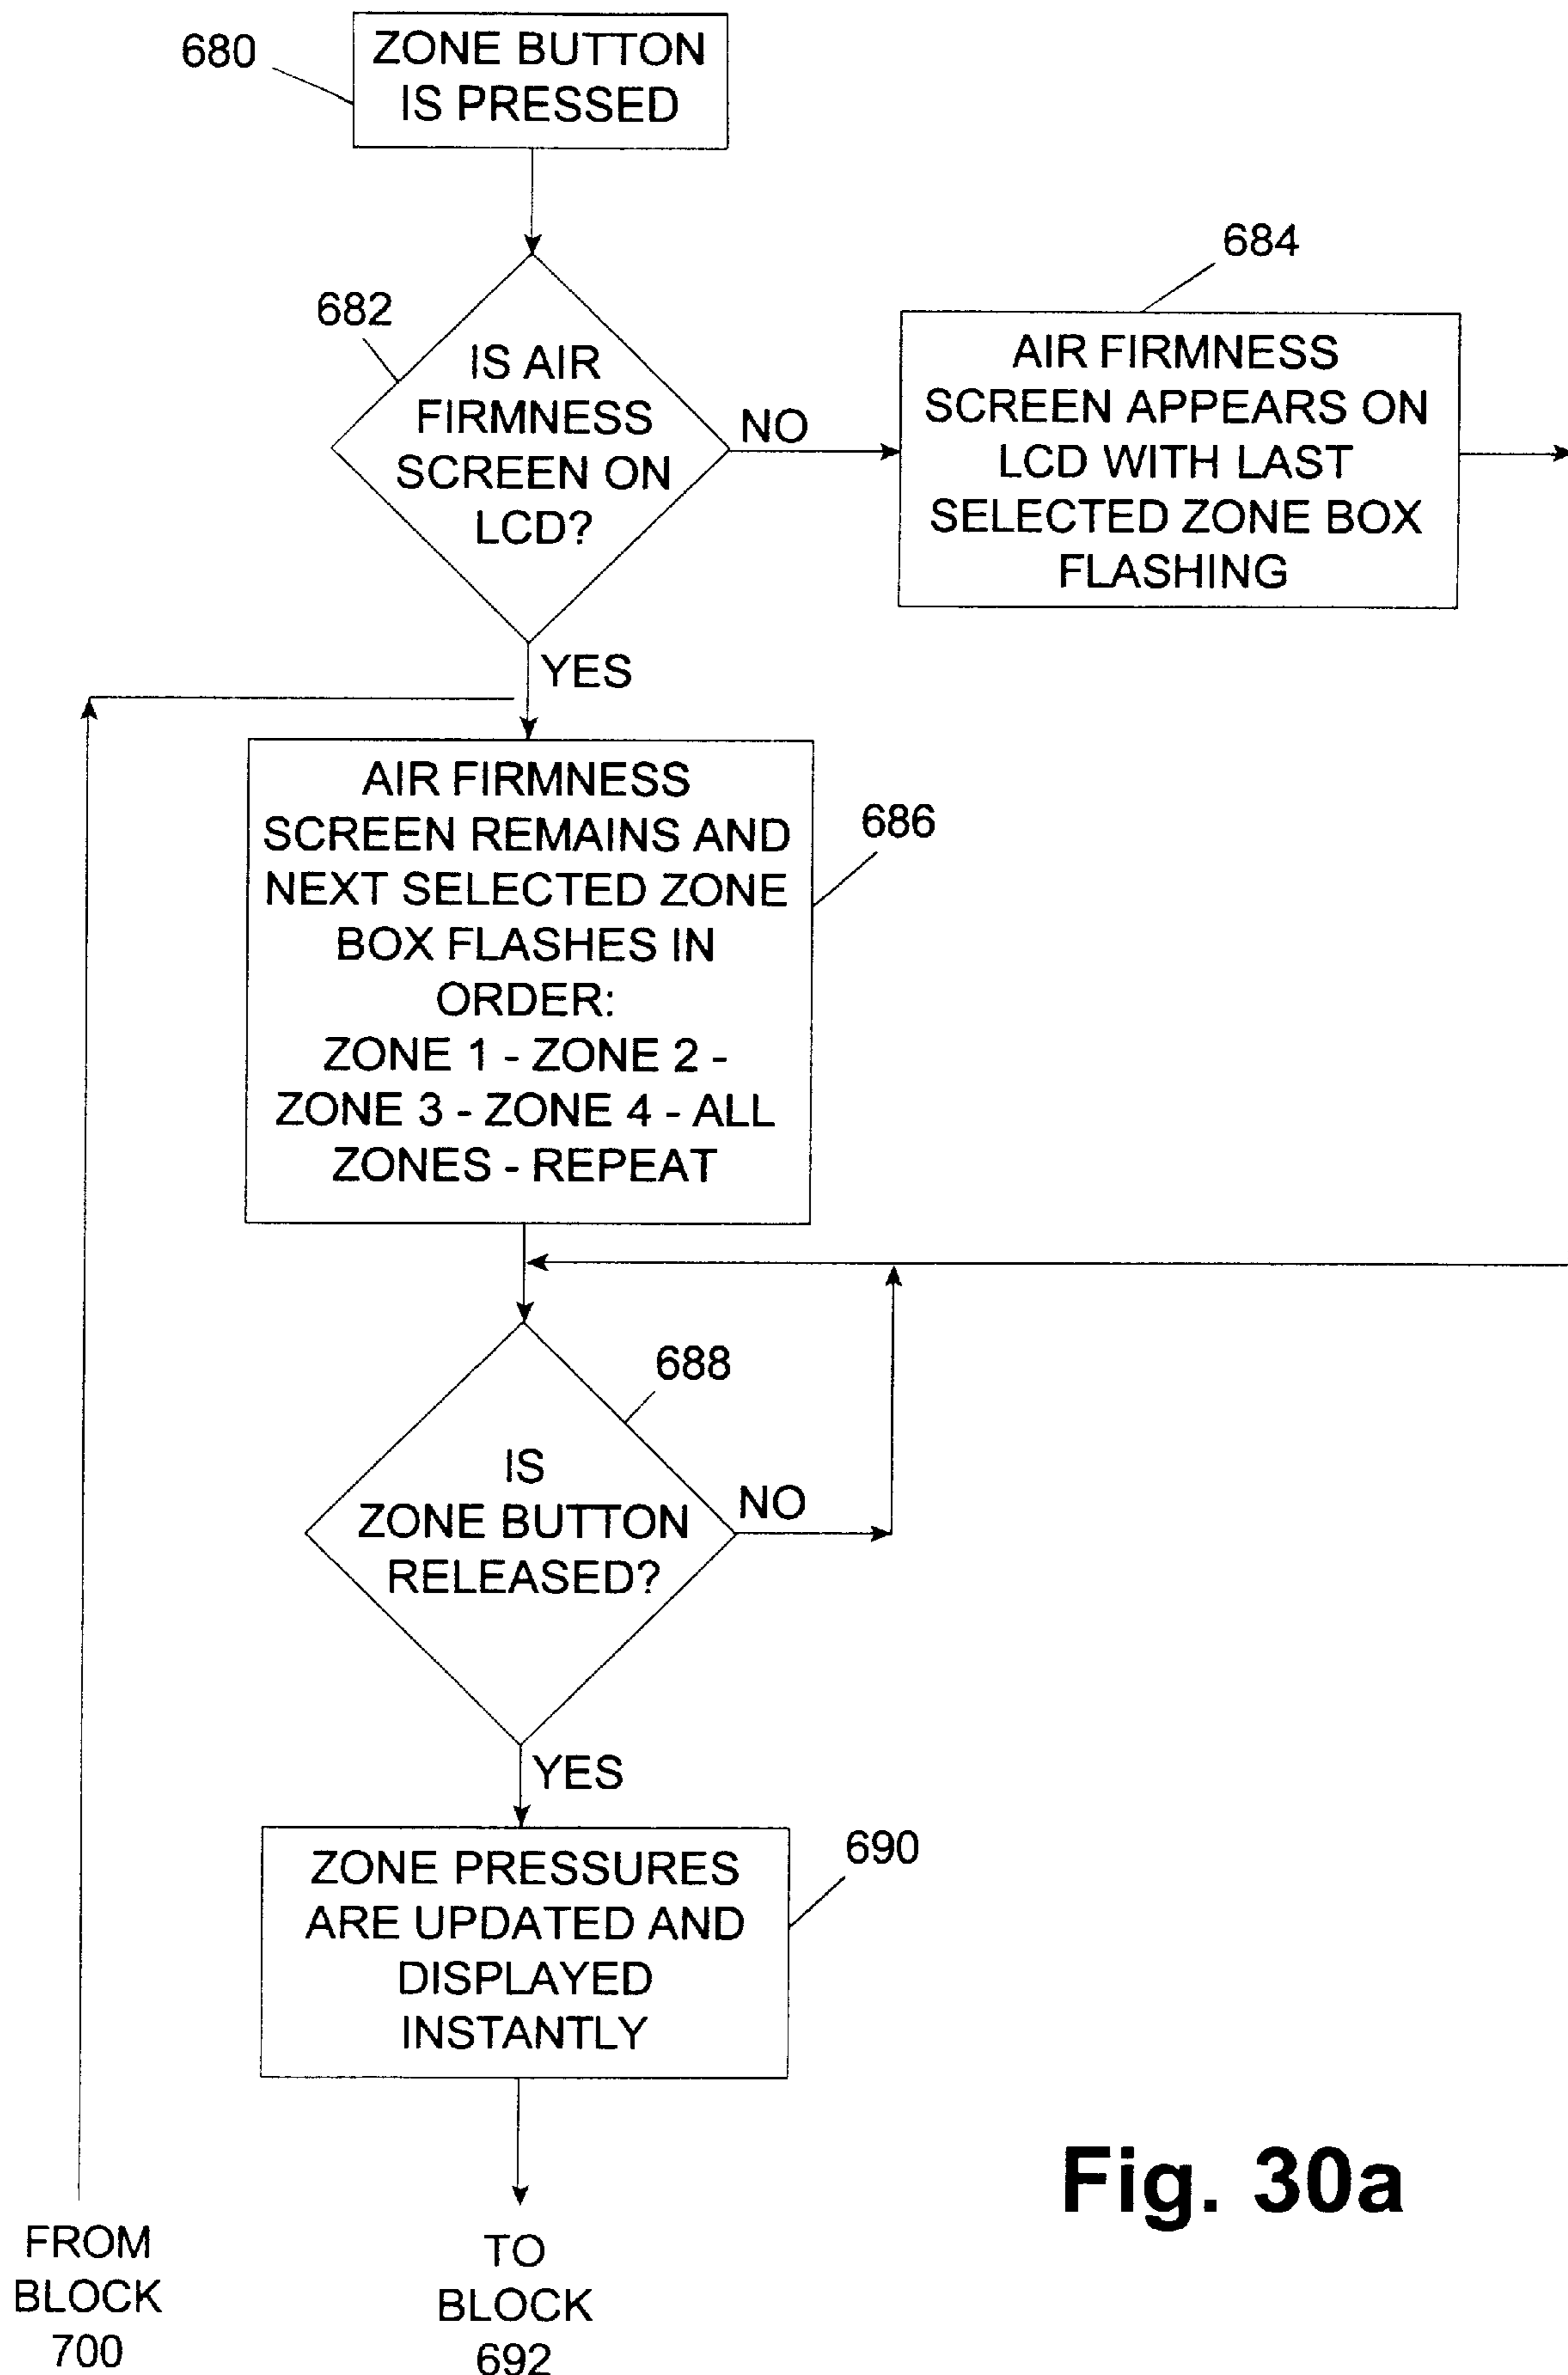 680
ZONE BUTTON
IS PRESSED
682
IS AIR
FIRMNESS
SCREEN ON
LCD?
NO
684
AIR FIRMNESS
SCREEN APPEARS ON
LCD WITH LAST
SELECTED ZONE BOX
FLASHING
YES
AIR FIRMNESS
SCREEN REMAINS AND
NEXT SELECTED ZONE
BOX FLASHES IN
ORDER:
ZONE 1 - ZONE 2 -
ZONE 3 - ZONE 4 - ALL
ZONES - REPEAT
686
688
IS
ZONE BUTTON
RELEASED?
NO
YES
690
ZONE PRESSURES
ARE UPDATED AND
DISPLAYED
INSTANTLY
FROM
BLOCK
700
TO
BLOCK
692
Fig. 30a